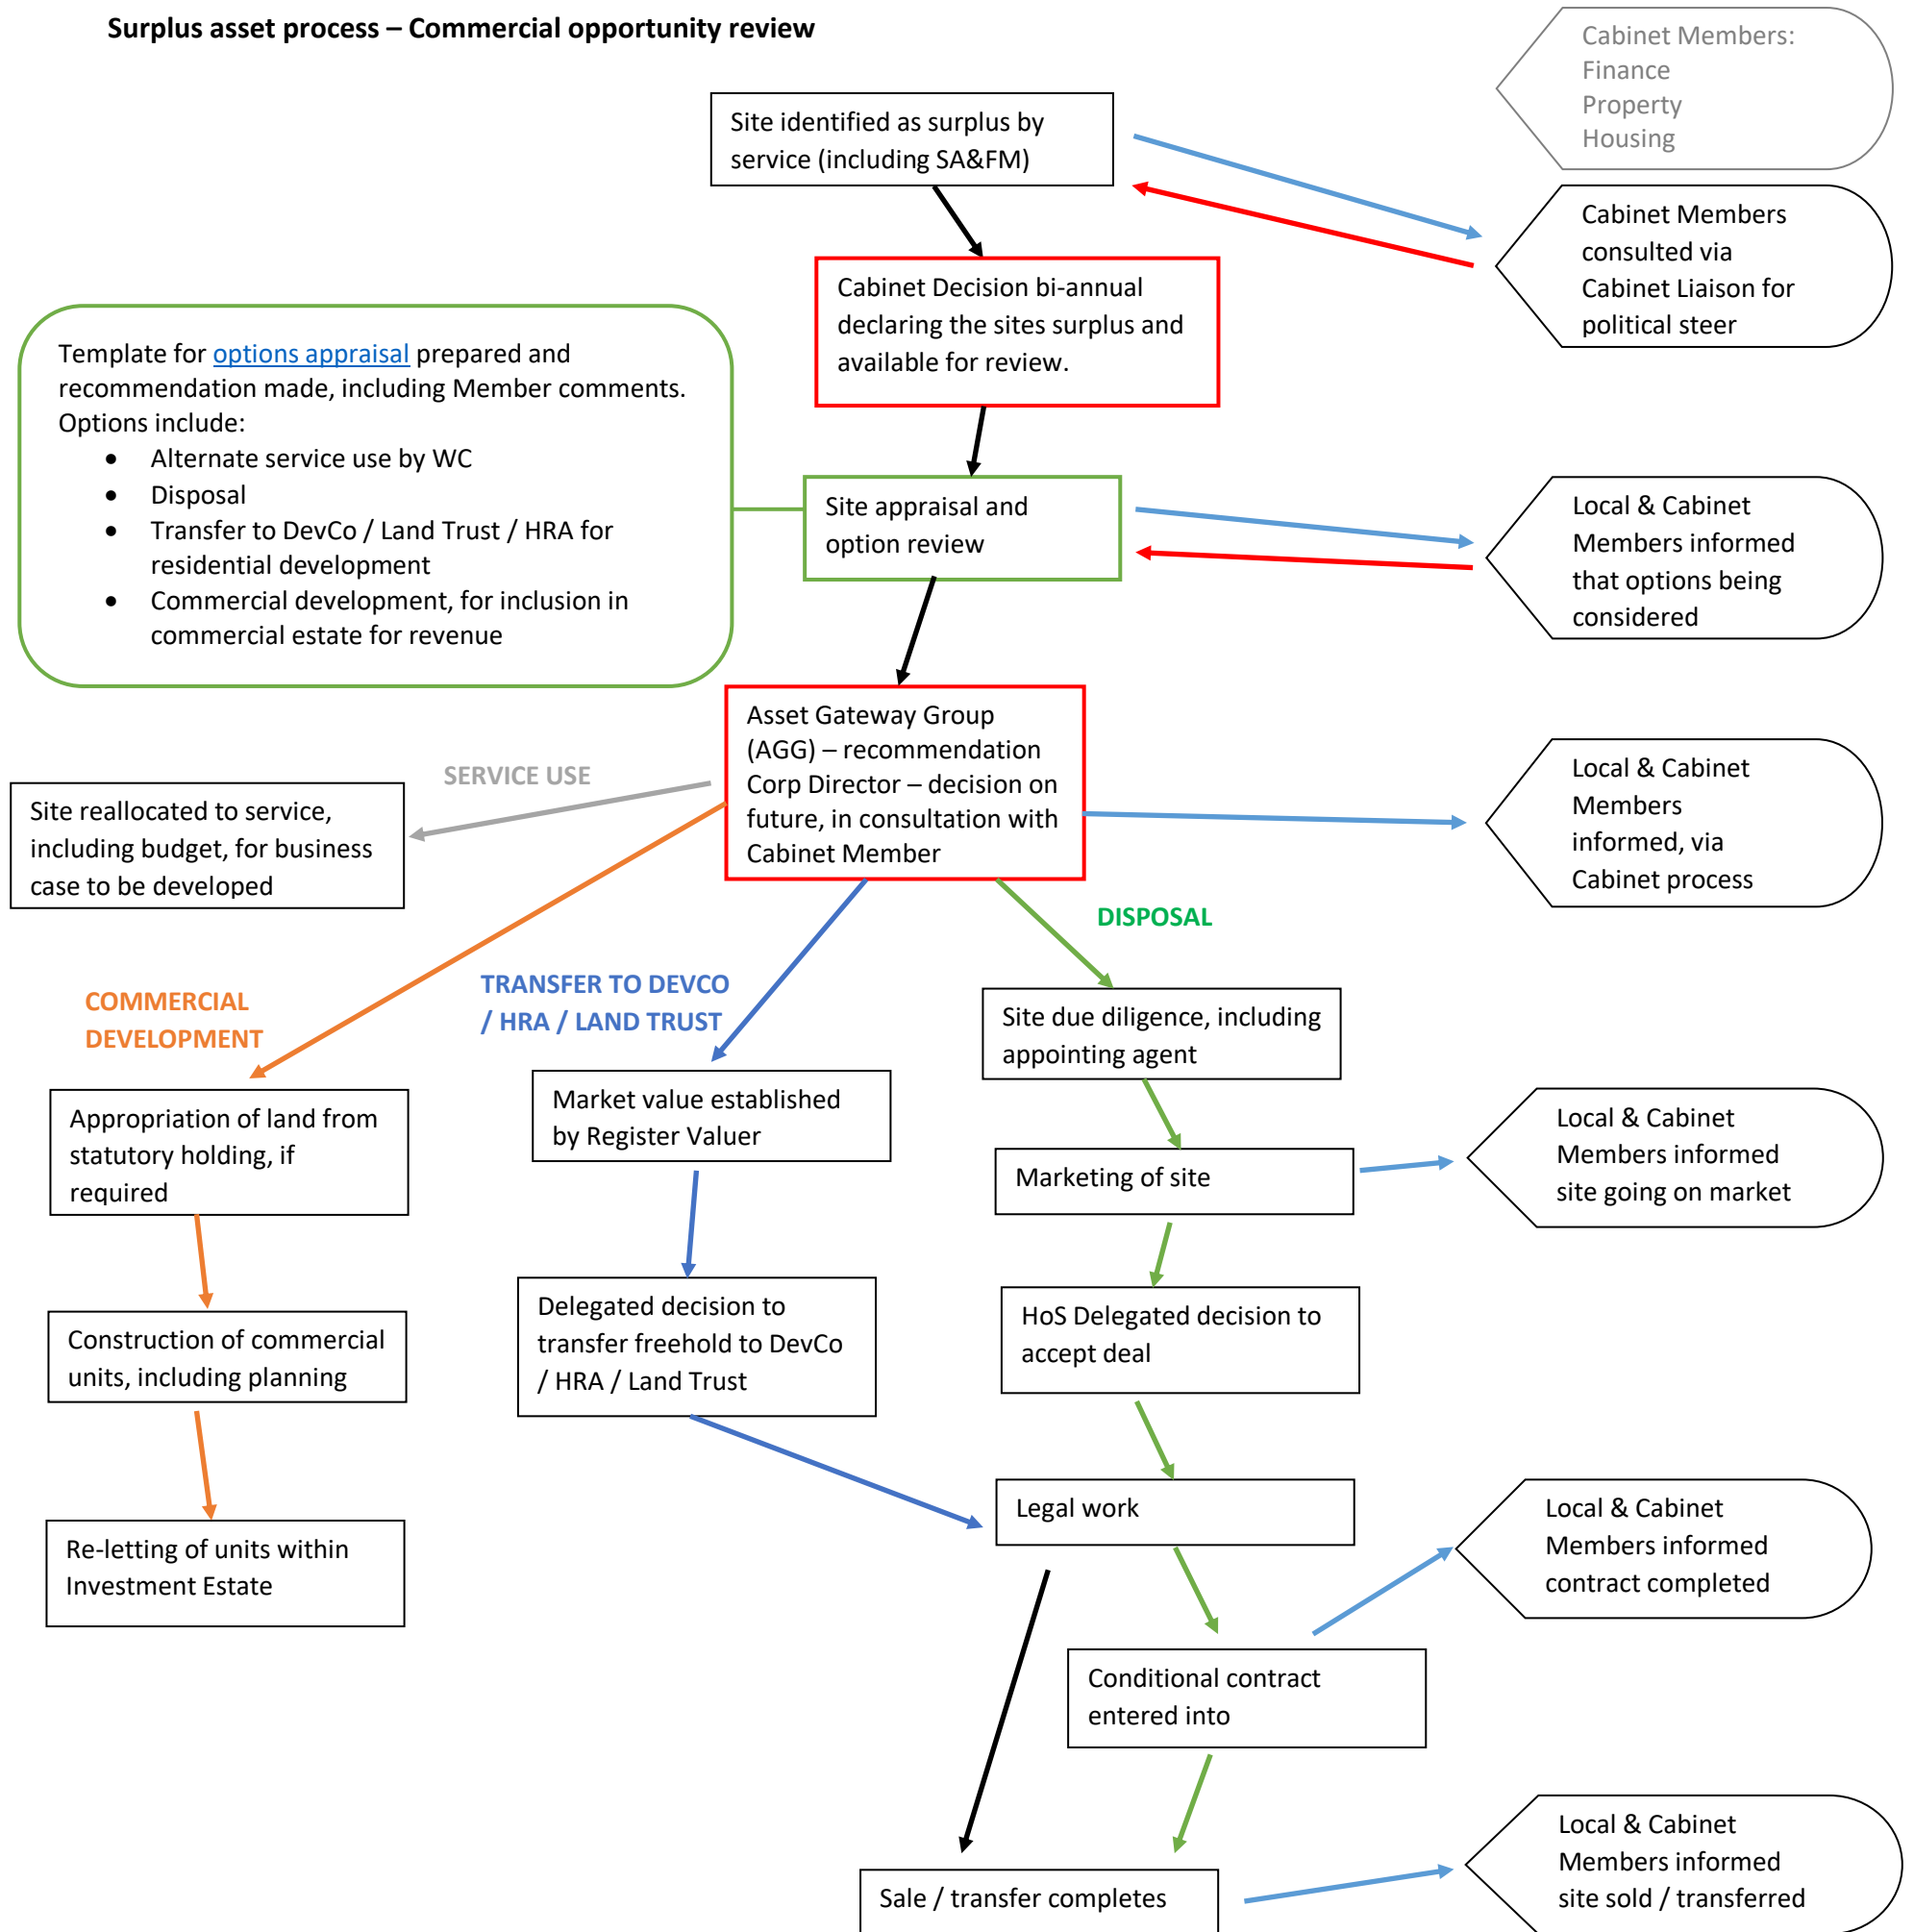 Surplus asset process – Commercial opportunity review
Cabinet Members:
Finance
Property
Housing
Site identified as surplus by
service (including SA&FM)
Cabinet Members
consulted via
Cabinet Liaison for
political steer
Cabinet Decision bi-annual
declaring the sites surplus and
available for review.
Template for options appraisal prepared and
recommendation made, including Member comments.
Options include:
• Alternate service use by WC
• Disposal
• Transfer to DevCo / Land Trust / HRA for
residential development
• Commercial development, for inclusion in
commercial estate for revenue
Site appraisal and
option review
Local & Cabinet
Members informed
that options being
considered
Asset Gateway Group
(AGG) – recommendation
Corp Director – decision on
future, in consultation with
Cabinet Member
Local & Cabinet
Members
informed, via
Cabinet process
SERVICE USE
Site reallocated to service,
including budget, for business
case to be developed
DISPOSAL
TRANSFER TO DEVCO
/ HRA / LAND TRUST
COMMERCIAL
DEVELOPMENT
Site due diligence, including
appointing agent
Market value established
by Register Valuer
Appropriation of land from
statutory holding, if
required
Marketing of site
Local & Cabinet
Members informed
site going on market
Delegated decision to
transfer freehold to DevCo
/ HRA / Land Trust
HoS Delegated decision to
accept deal
Construction of commercial
units, including planning
Legal work
Local & Cabinet
Members informed
contract completed
Re-letting of units within
Investment Estate
Conditional contract
entered into
Sale / transfer completes
Local & Cabinet
Members informed
site sold / transferred